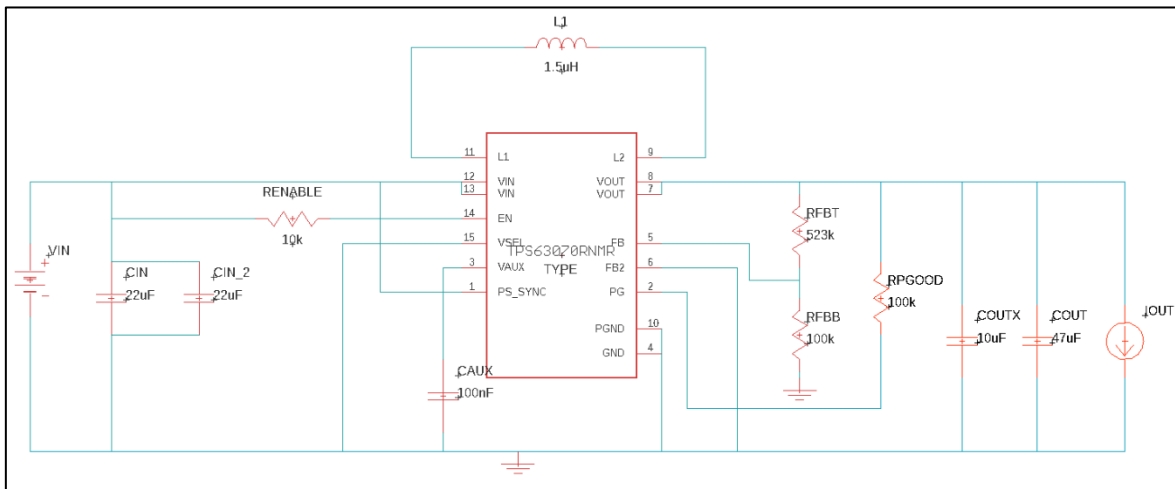 L1
1.5uH
11 L1 L2 9
12 VIN VOUT 8
13 VIN VOUT 7
RENABLE
10k
14 EN
15 VSEL FB 5
TPS63070RNMR
3 VAUX FB2 6
TYPE
1 PS_SYNC PG 2
PGND 10
GND 4
VIN
+
-
CIN
22uF
CIN_2
22uF
CAUX
100nF
RFBT
523k
RFBB
100k
RPGOOD
100k
COUTX
10uF
COUT
47uF
IOUT